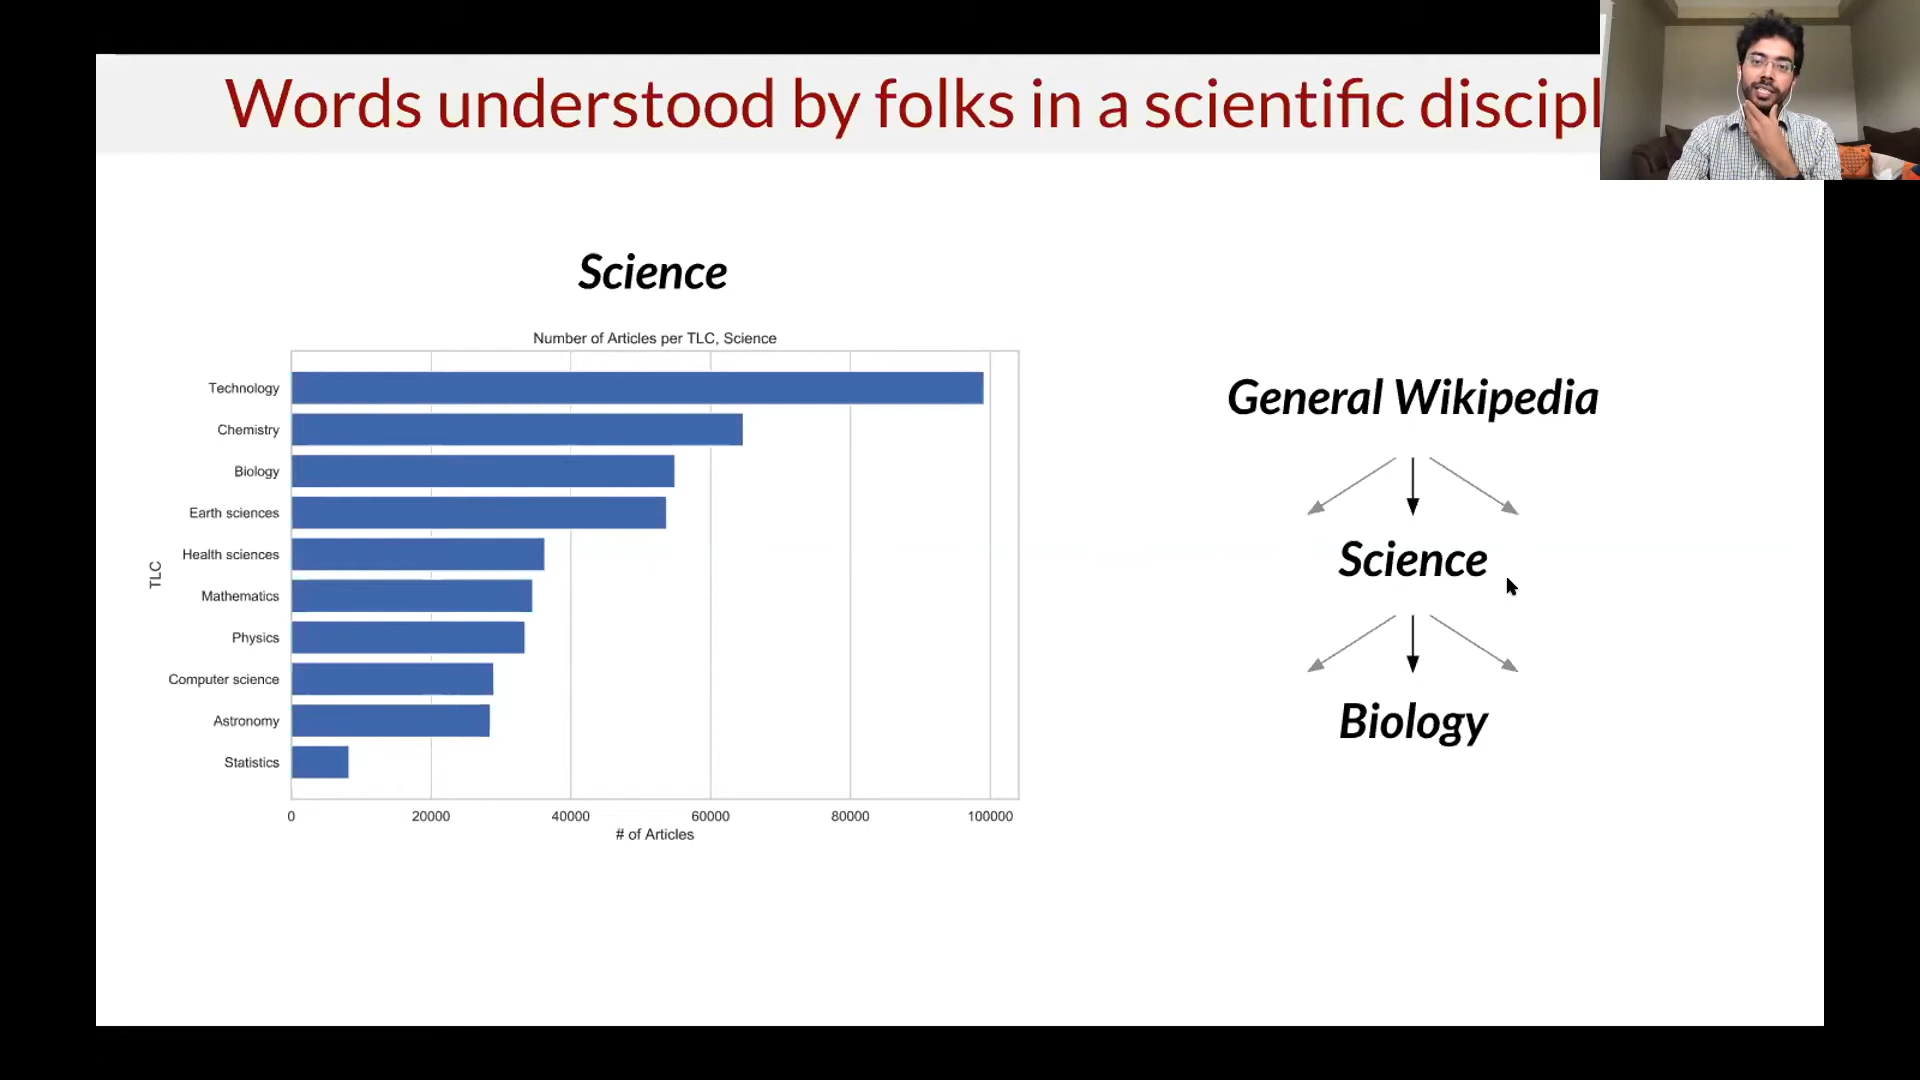 Words understood by folks in a scientific discipl
Science
Number of Articles per TLC, Science
TLC
Technology
Chemistry
Biology
Earth sciences
Health sciences
Mathematics
Physics
Computer science
Astronomy
Statistics
0 20000 40000 60000 80000 100000
# of Articles
General Wikipedia
Science
Biology